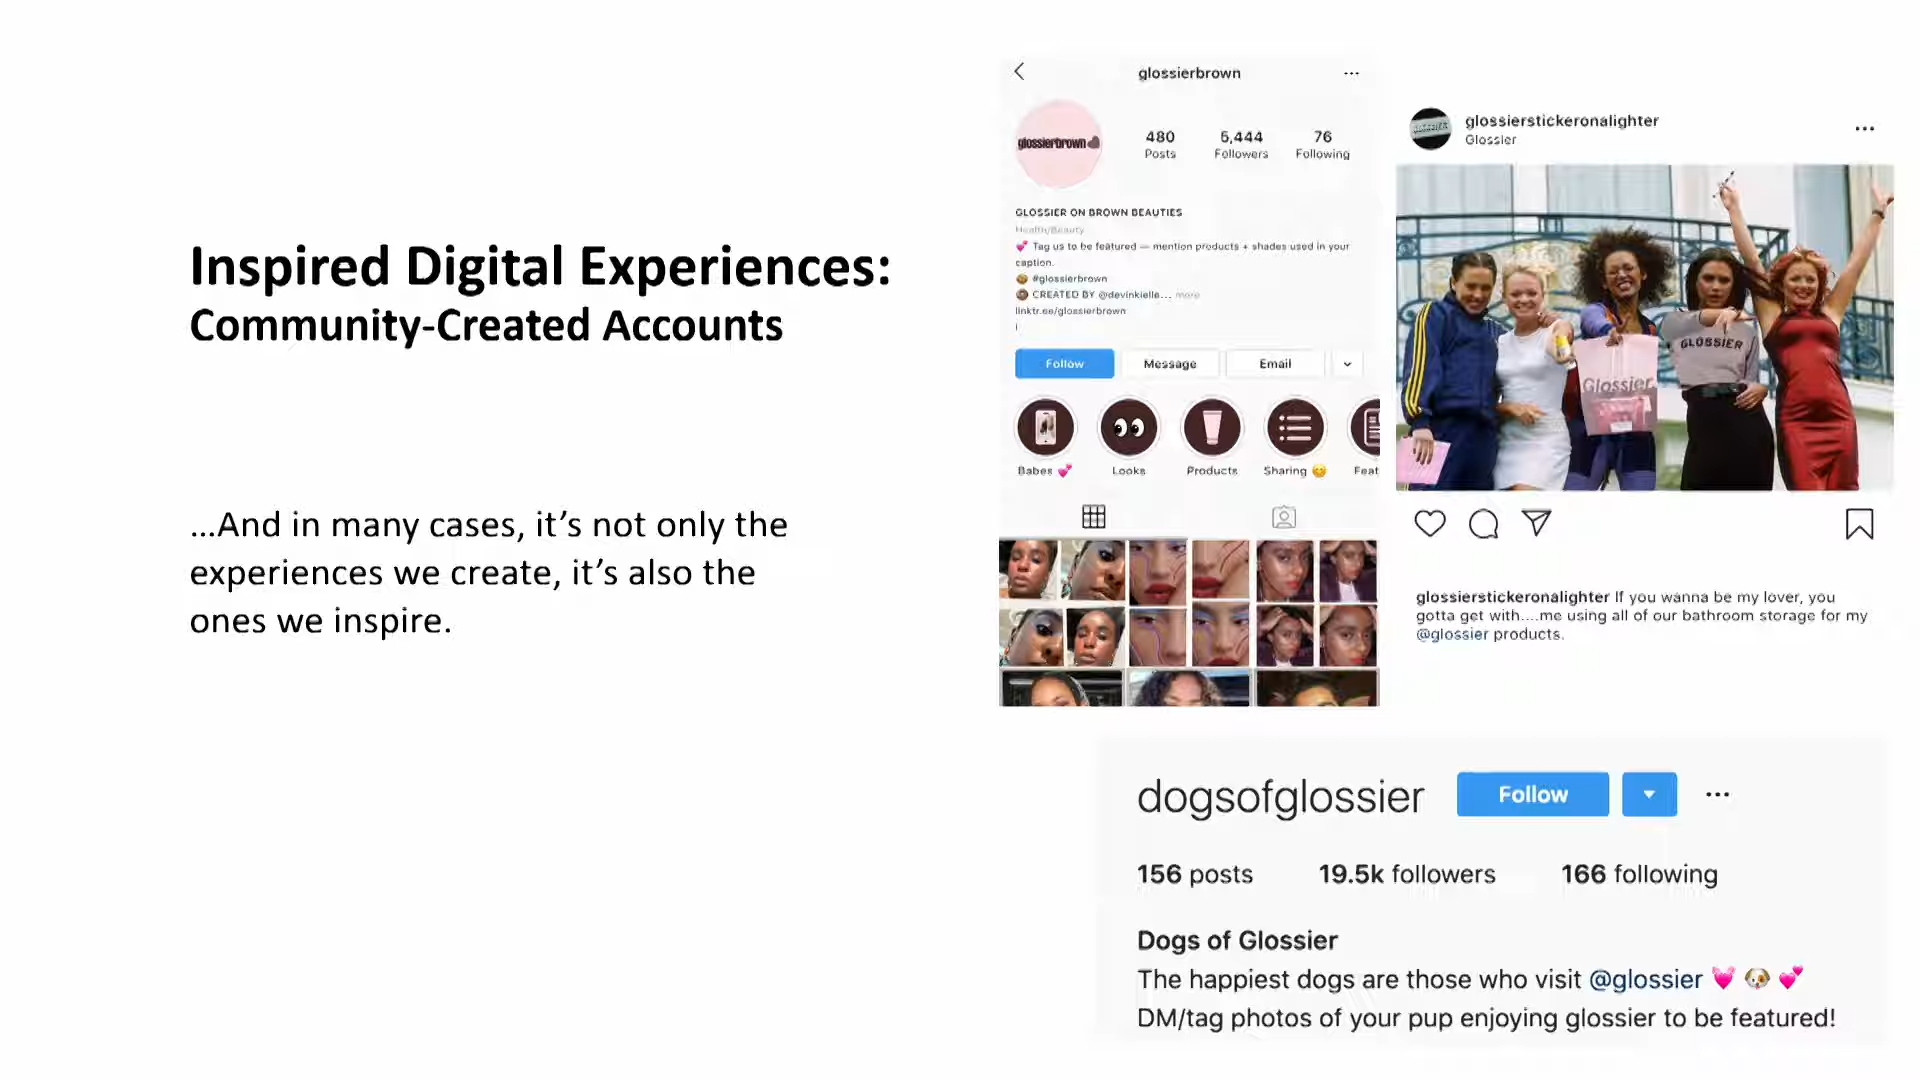 Inspired Digital Experiences:
Community-Created Accounts
...And in many cases, it's not only the
experiences we create, it's also the
ones we inspire.
glossierbrown
glossierbrown
480
5,444
76
Posts
Followers
Following
GLOSSIER ON BROWN BEAUTIES
Health/Beauty
💕 Tag us to be featured — mention products + shades used in your
caption.
🍪 #glossierbrown
🍩 CREATED BY @devinkielle... more
linktr.ee/glossierbrown
Follow
Message
Email
Babes 💕
Looks
Products
Sharing 😊
Feat
glossierstickeronalighter
Glossier
GLOSSIER
Glossier.
glossierstickeronalighter If you wanna be my lover, you
gotta get with....me using all of our bathroom storage for my
@glossier products.
dogsofglossier
Follow
156 posts
19.5k followers
166 following
Dogs of Glossier
The happiest dogs are those who visit @glossier 💓 🐶 💕
DM/tag photos of your pup enjoying glossier to be featured!